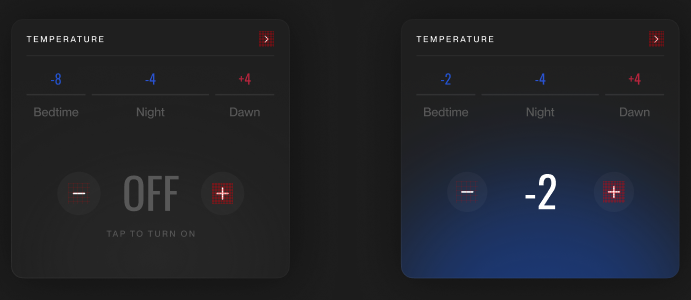 TEMPERATURE
-8 -4 +4
Bedtime Night Dawn
− OFF +
TAP TO TURN ON
TEMPERATURE
-2 -4 +4
Bedtime Night Dawn
− -2 +